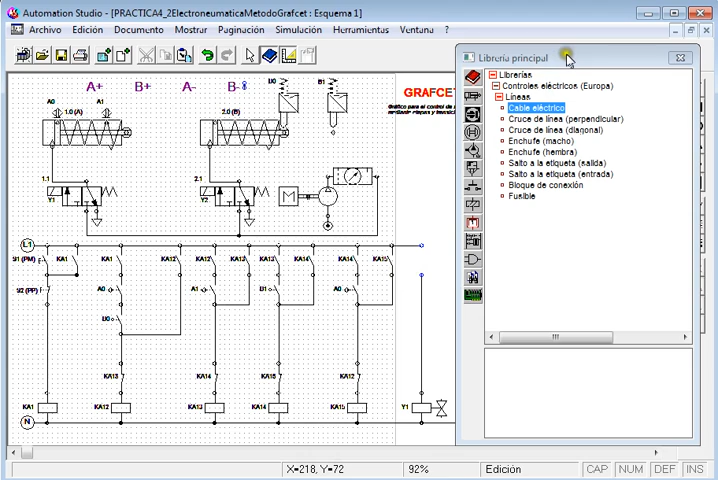 Automation Studio - [PRACTICA4_2ElectroneumaticaMetodoGrafcet : Esquema 1]
Archivo Edición Documento Mostrar Paginación Simulación Herramientas Ventana ?
Librería principal
Librerías
Controles eléctricos (Europa)
Líneas
Cable eléctrico
Cruce de línea (perpendicular)
Cruce de línea (diagonal)
Enchufe (macho)
Enchufe (hembra)
Salto a la etiqueta (salida)
Salto a la etiqueta (entrada)
Bloque de conexión
Fusible
A+ B+ A- B-
GRAFCET
A0 A1 B0 B1
1.0 (A) 2.0 (B)
1.1 2.1
Y1 Y2 M
L1
S1 (PM) KA1 KA1 KA12 KA12 KA13 KA13 KA14 KA14 KA15
S2 (PP) A0 A1 B1 A0
B0
KA13 KA14 KA15 KA12
KA1 KA12 KA13 KA14 KA15 Y1
N
X=218, Y=72 92% Edición CAP NUM DEF INS